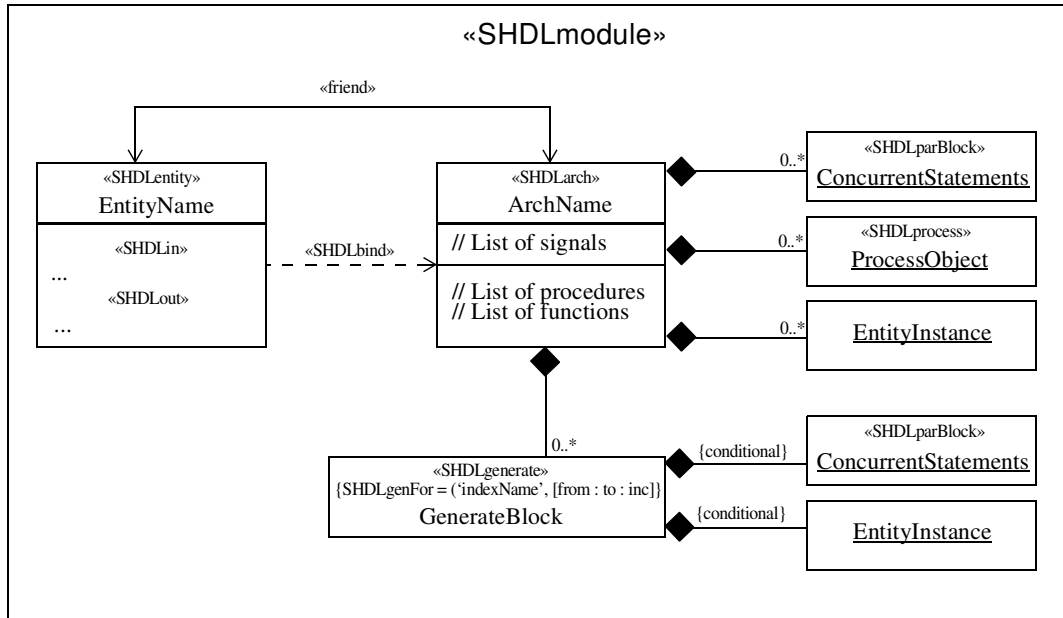 «SHDLmodule»
«friend»
«SHDLentity»
EntityName
«SHDLin»
...
«SHDLout»
...
«SHDLbind»
«SHDLarch»
ArchName
// List of signals
// List of procedures
// List of functions
0..*
«SHDLparBlock»
ConcurrentStatements
0..*
«SHDLprocess»
ProcessObject
0..*
EntityInstance
0..*
«SHDLgenerate»
{SHDLgenFor = (‘indexName’, [from : to : inc]}
GenerateBlock
{conditional}
«SHDLparBlock»
ConcurrentStatements
{conditional}
EntityInstance